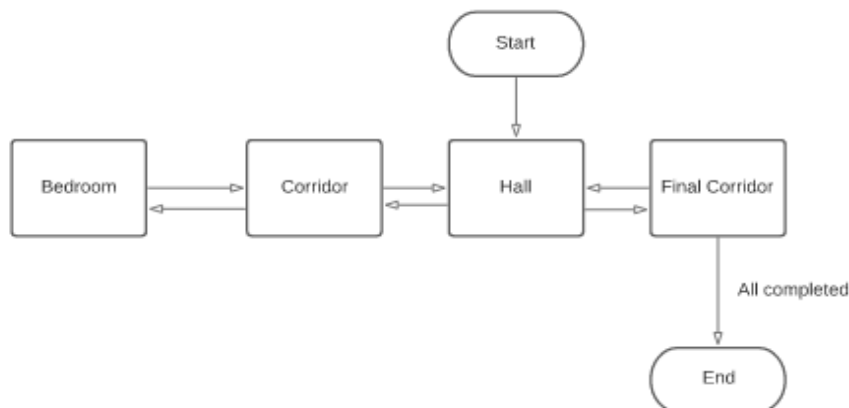 Start
Bedroom
Corridor
Hall
Final Corridor
All completed
End